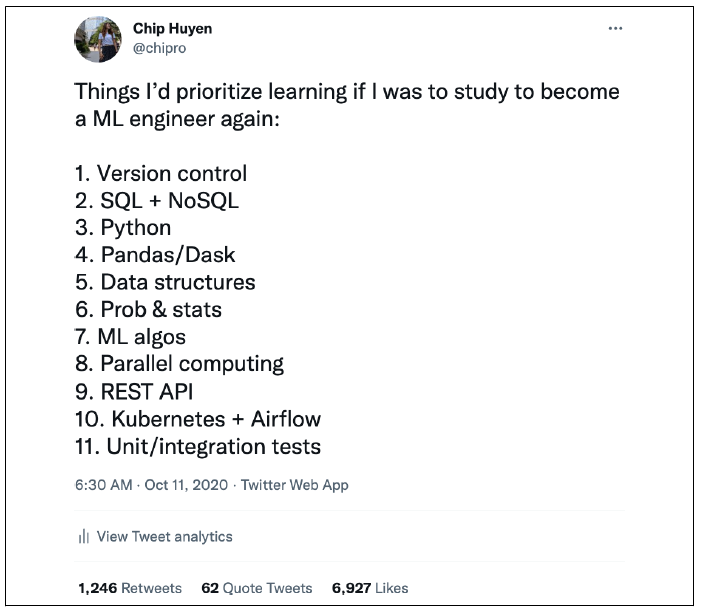 Chip Huyen
@chipro
Things I'd prioritize learning if I was to study to become
a ML engineer again:
1. Version control
2. SQL + NoSQL
3. Python
4. Pandas/Dask
5. Data structures
6. Prob & stats
7. ML algos
8. Parallel computing
9. REST API
10. Kubernetes + Airflow
11. Unit/integration tests
6:30 AM · Oct 11, 2020 · Twitter Web App
View Tweet analytics
1,246 Retweets 62 Quote Tweets 6,927 Likes